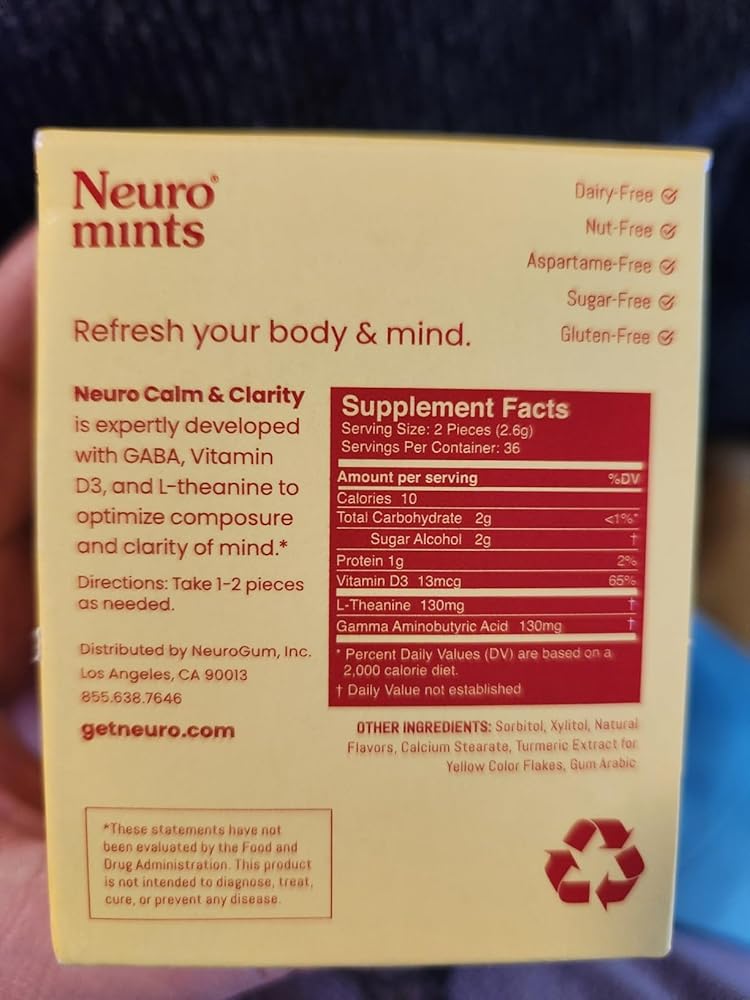 Neuro®
mints
Dairy-Free
Nut-Free
Aspartame-Free
Sugar-Free
Gluten-Free
Refresh your body & mind.
Neuro Calm & Clarity
is expertly developed
with GABA, Vitamin
D3, and L-theanine to
optimize composure
and clarity of mind.*
Directions: Take 1-2 pieces
as needed.
Distributed by NeuroGum, Inc.
Los Angeles, CA 90013
855.638.7646
getneuro.com
Supplement Facts
Serving Size: 2 Pieces (2.6g)
Servings Per Container: 36
Amount per serving %DV
Calories 10
Total Carbohydrate 2g <1%*
Sugar Alcohol 2g †
Protein 1g 2%
Vitamin D3 13mcg 65%
L-Theanine 130mg †
Gamma Aminobutyric Acid 130mg †
* Percent Daily Values (DV) are based on a
2,000 calorie diet.
† Daily Value not established
OTHER INGREDIENTS: Sorbitol, Xylitol, Natural
Flavors, Calcium Stearate, Turmeric Extract for
Yellow Color Flakes, Gum Arabic
*These statements have not
been evaluated by the Food and
Drug Administration. This product
is not intended to diagnose, treat,
cure, or prevent any disease.